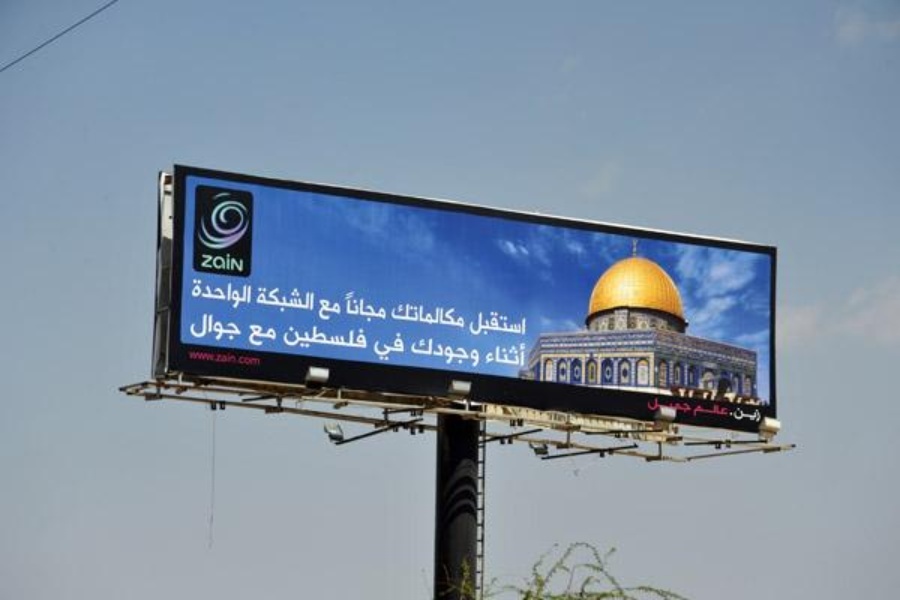 zain
استقبل مكالماتك مجاناً مع الشبكة الواحدة
أثناء وجودك في فلسطين مع جوال
www.zain.com
زين. عالم جميل